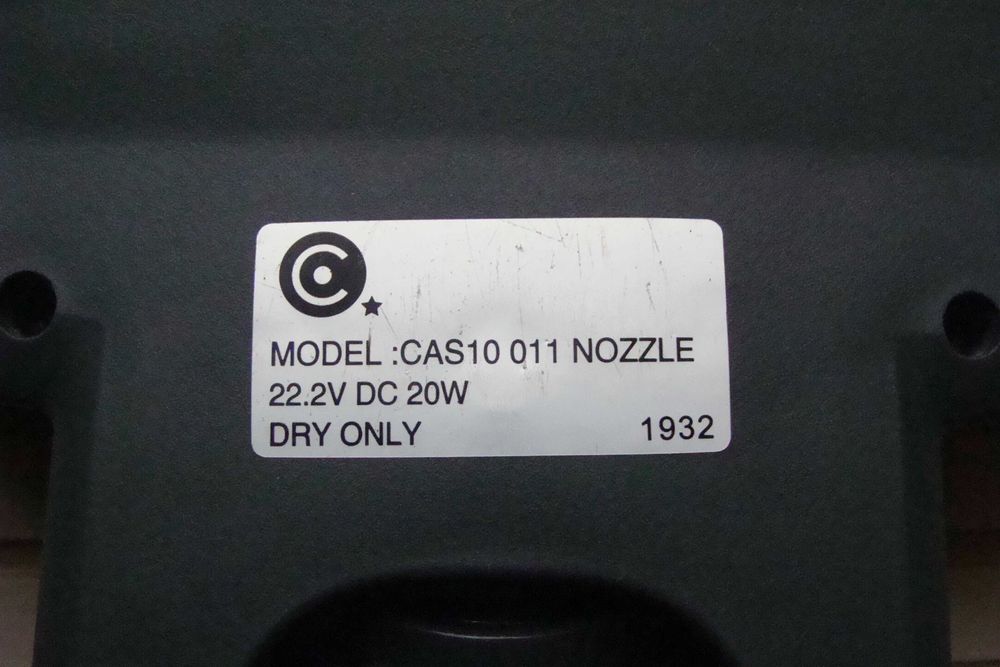 MODEL :CAS10 011 NOZZLE
22.2V DC 20W
DRY ONLY 1932